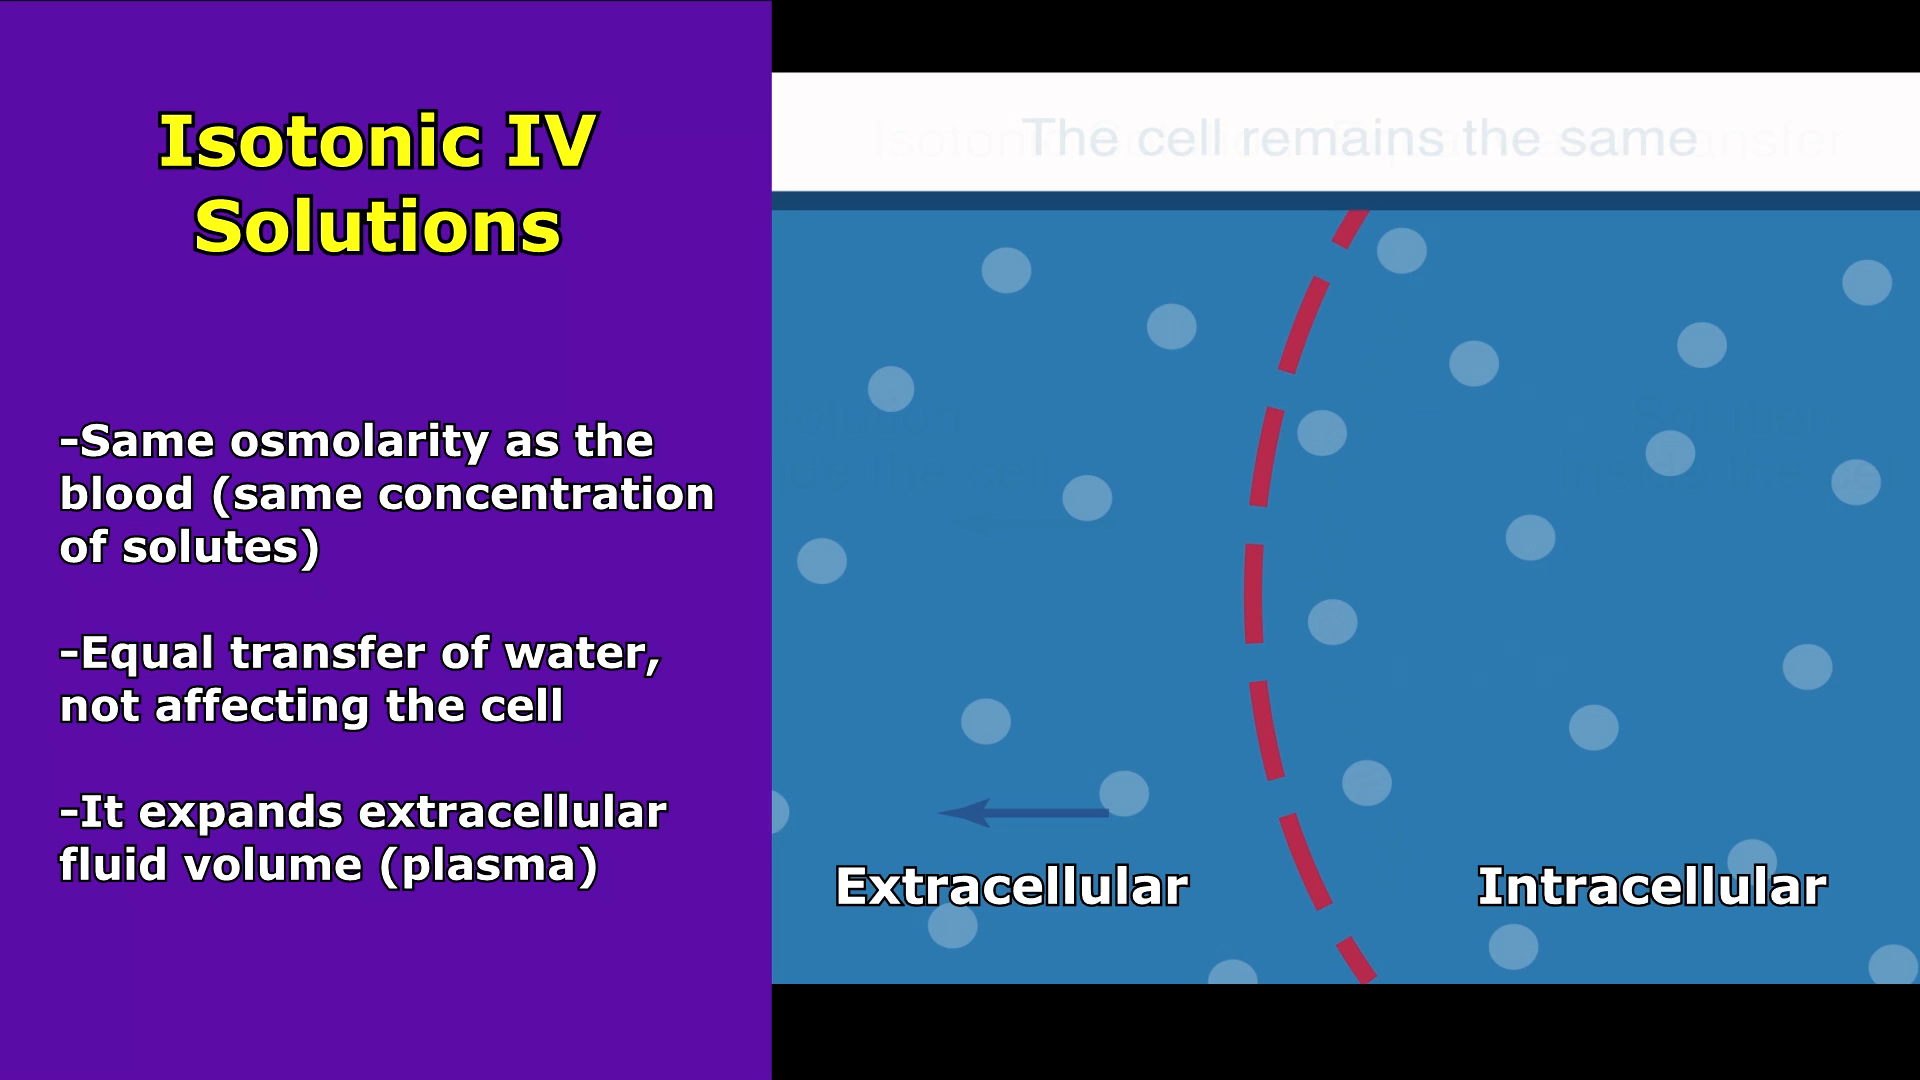 Isotonic IV
Solutions
-Same osmolarity as the
blood (same concentration
of solutes)
-Equal transfer of water,
not affecting the cell
-It expands extracellular
fluid volume (plasma)
The cell remains the same
Extracellular
Intracellular